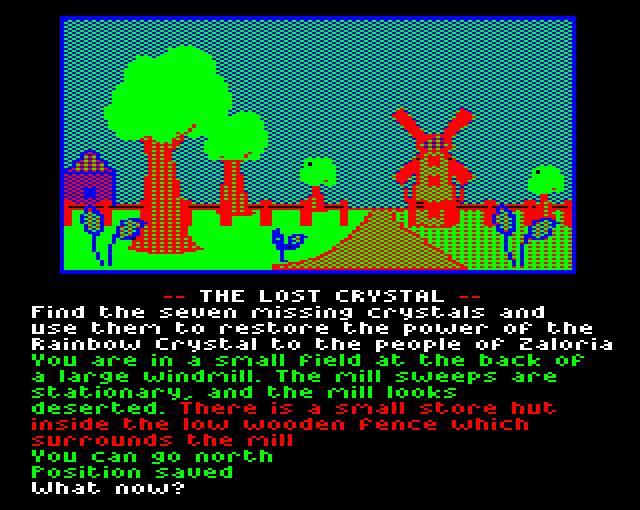 -- THE LOST CRYSTAL --
Find the seven missing crystals and
use them to restore the power of the
Rainbow Crystal to the people of Zaloria
You are in a small field at the back of
a large windmill. The mill sweeps are
stationary, and the mill looks
deserted. There is a small store hut
inside the low wooden fence which
surrounds the mill
You can go north
Position saved
What now?